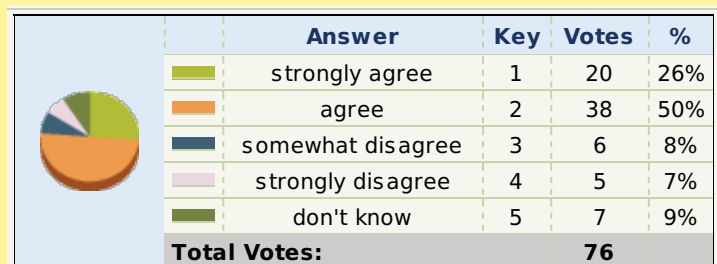 Answer Key Votes %
strongly agree 1 20 26%
agree 2 38 50%
somewhat disagree 3 6 8%
strongly disagree 4 5 7%
don't know 5 7 9%
Total Votes: 76